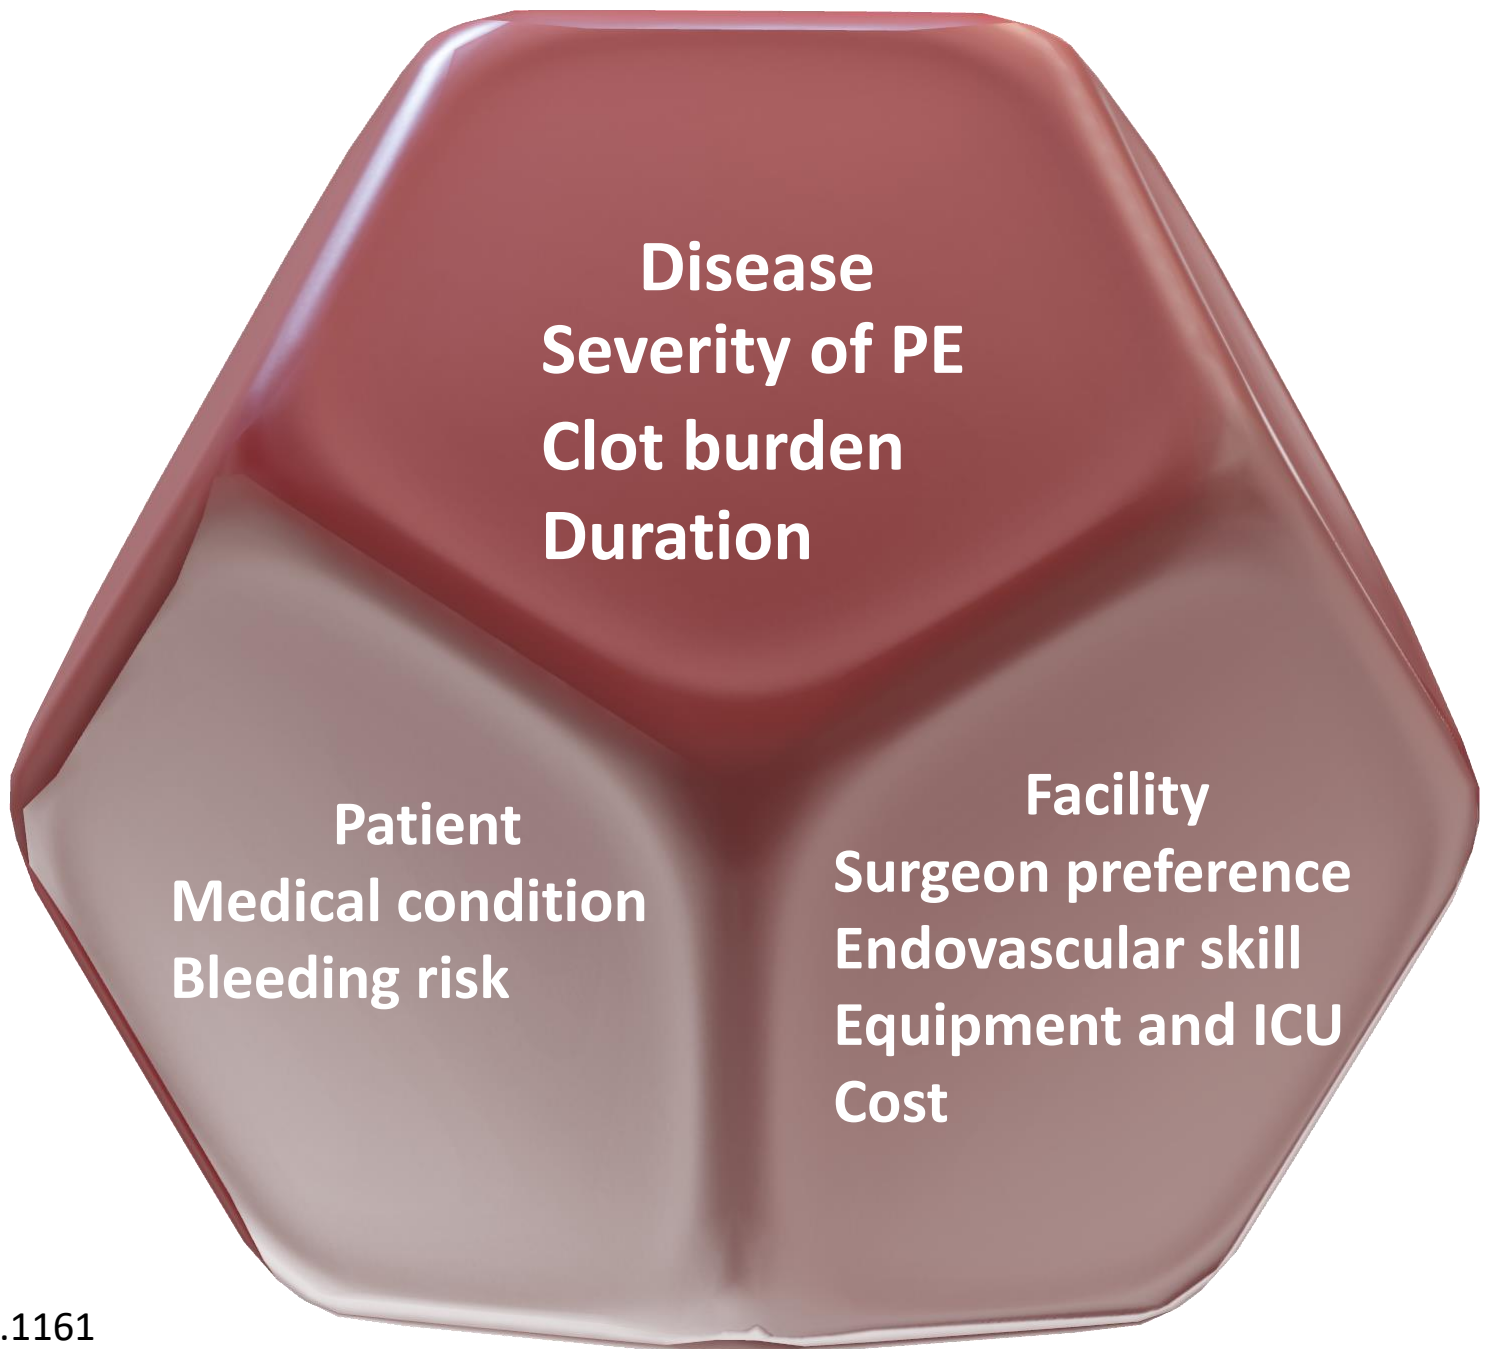 Disease
Severity of PE
Clot burden
Duration
Patient
Medical condition
Bleeding risk
Facility
Surgeon preference
Endovascular skill
Equipment and ICU
Cost
.1161